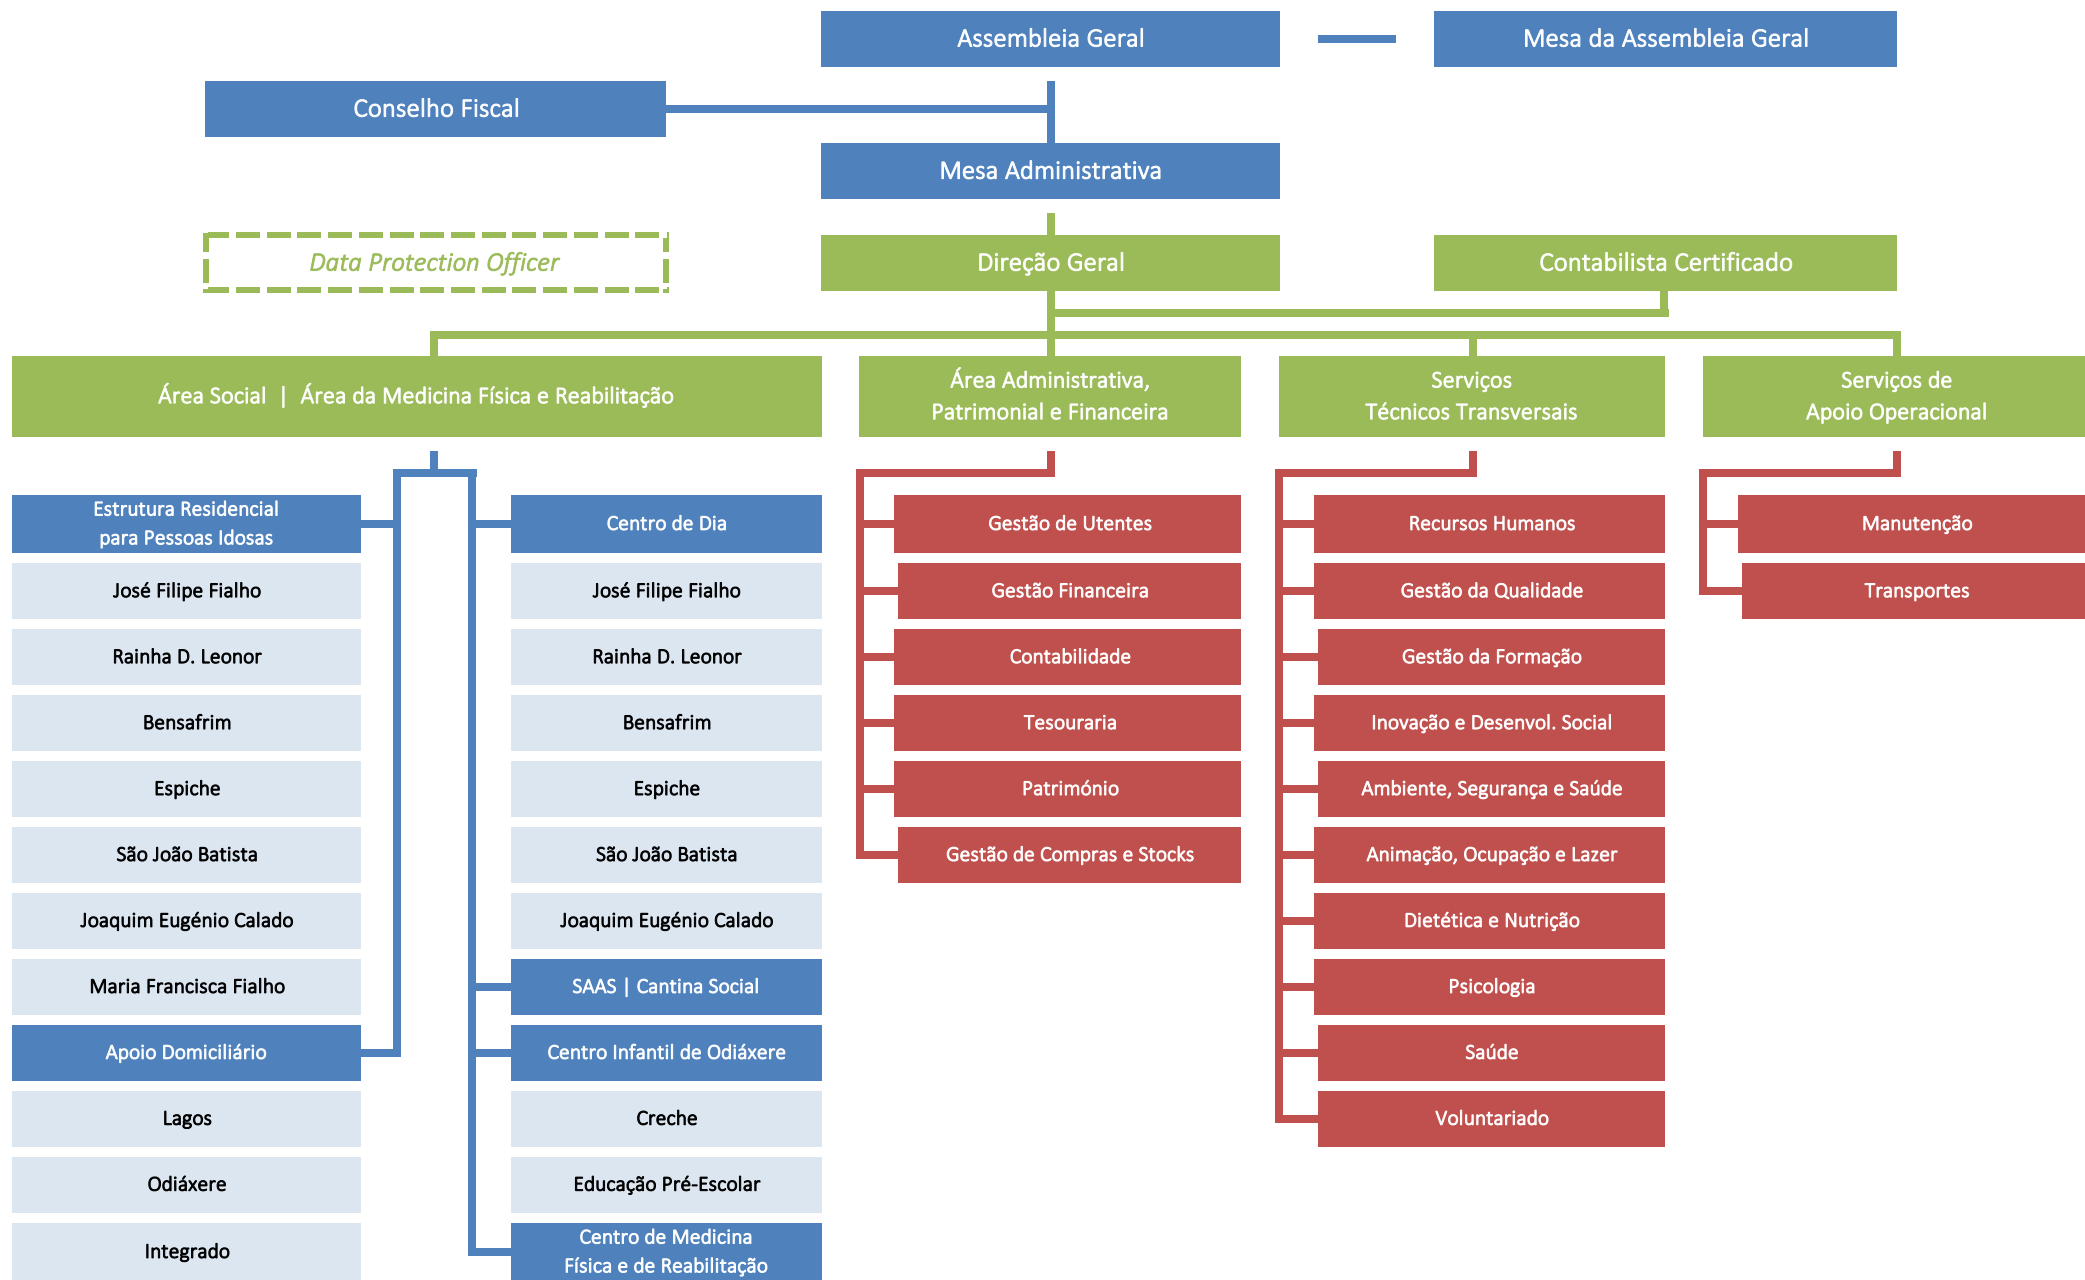 Assembleia Geral
Mesa da Assembleia Geral
Conselho Fiscal
Mesa Administrativa
Data Protection Officer
Direção Geral
Contabilista Certificado
Área Social | Área da Medicina Física e Reabilitação
Área Administrativa,
Patrimonial e Financeira
Serviços
Técnicos Transversais
Serviços de
Apoio Operacional
Estrutura Residencial
para Pessoas Idosas
José Filipe Fialho
Rainha D. Leonor
Bensafrim
Espiche
São João Batista
Joaquim Eugénio Calado
Maria Francisca Fialho
Apoio Domiciliário
Lagos
Odiáxere
Integrado
Centro de Dia
José Filipe Fialho
Rainha D. Leonor
Bensafrim
Espiche
São João Batista
Joaquim Eugénio Calado
SAAS | Cantina Social
Centro Infantil de Odiáxere
Creche
Educação Pré-Escolar
Centro de Medicina
Física e de Reabilitação
Gestão de Utentes
Gestão Financeira
Contabilidade
Tesouraria
Património
Gestão de Compras e Stocks
Recursos Humanos
Gestão da Qualidade
Gestão da Formação
Inovação e Desenvol. Social
Ambiente, Segurança e Saúde
Animação, Ocupação e Lazer
Dietética e Nutrição
Psicologia
Saúde
Voluntariado
Manutenção
Transportes